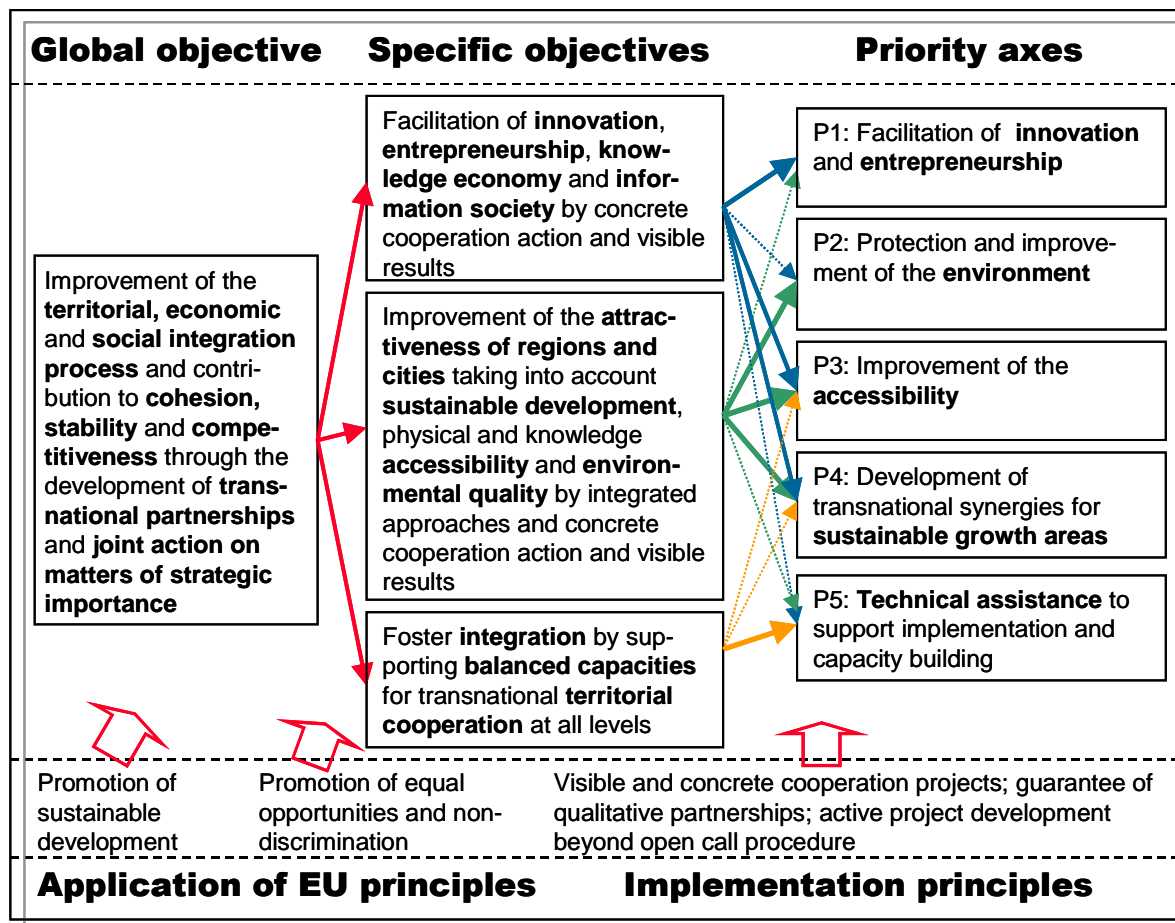 Global objective
Specific objectives
Priority axes
Improvement of the
territorial, economic
and social integration
process and contri-
bution to cohesion,
stability and compe-
titiveness through the
development of trans-
national partnerships
and joint action on
matters of strategic
importance
Facilitation of innovation,
entrepreneurship, know-
ledge economy and infor-
mation society by concrete
cooperation action and visible
results
Improvement of the attrac-
tiveness of regions and
cities taking into account
sustainable development,
physical and knowledge
accessibility and environ-
mental quality by integrated
approaches and concrete
cooperation action and visible
results
Foster integration by sup-
porting balanced capacities
for transnational territorial
cooperation at all levels
P1: Facilitation of innovation
and entrepreneurship
P2: Protection and improve-
ment of the environment
P3: Improvement of the
accessibility
P4: Development of
transnational synergies for
sustainable growth areas
P5: Technical assistance to
support implementation and
capacity building
Promotion of
sustainable
development
Promotion of equal
opportunities and non-
discrimination
Visible and concrete cooperation projects; guarantee of
qualitative partnerships; active project development
beyond open call procedure
Application of EU principles
Implementation principles